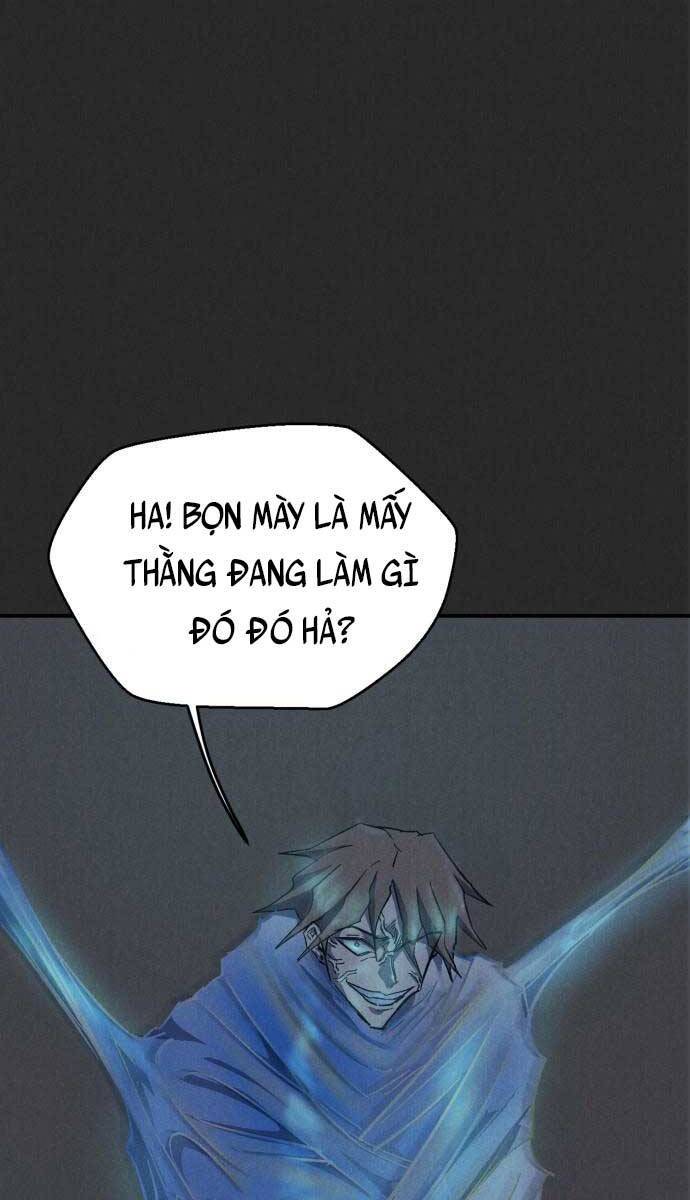 HA! BỌN MÀY LÀ MẤY
THẰNG ĐANG LÀM GÌ
ĐÓ ĐÓ HẢ?